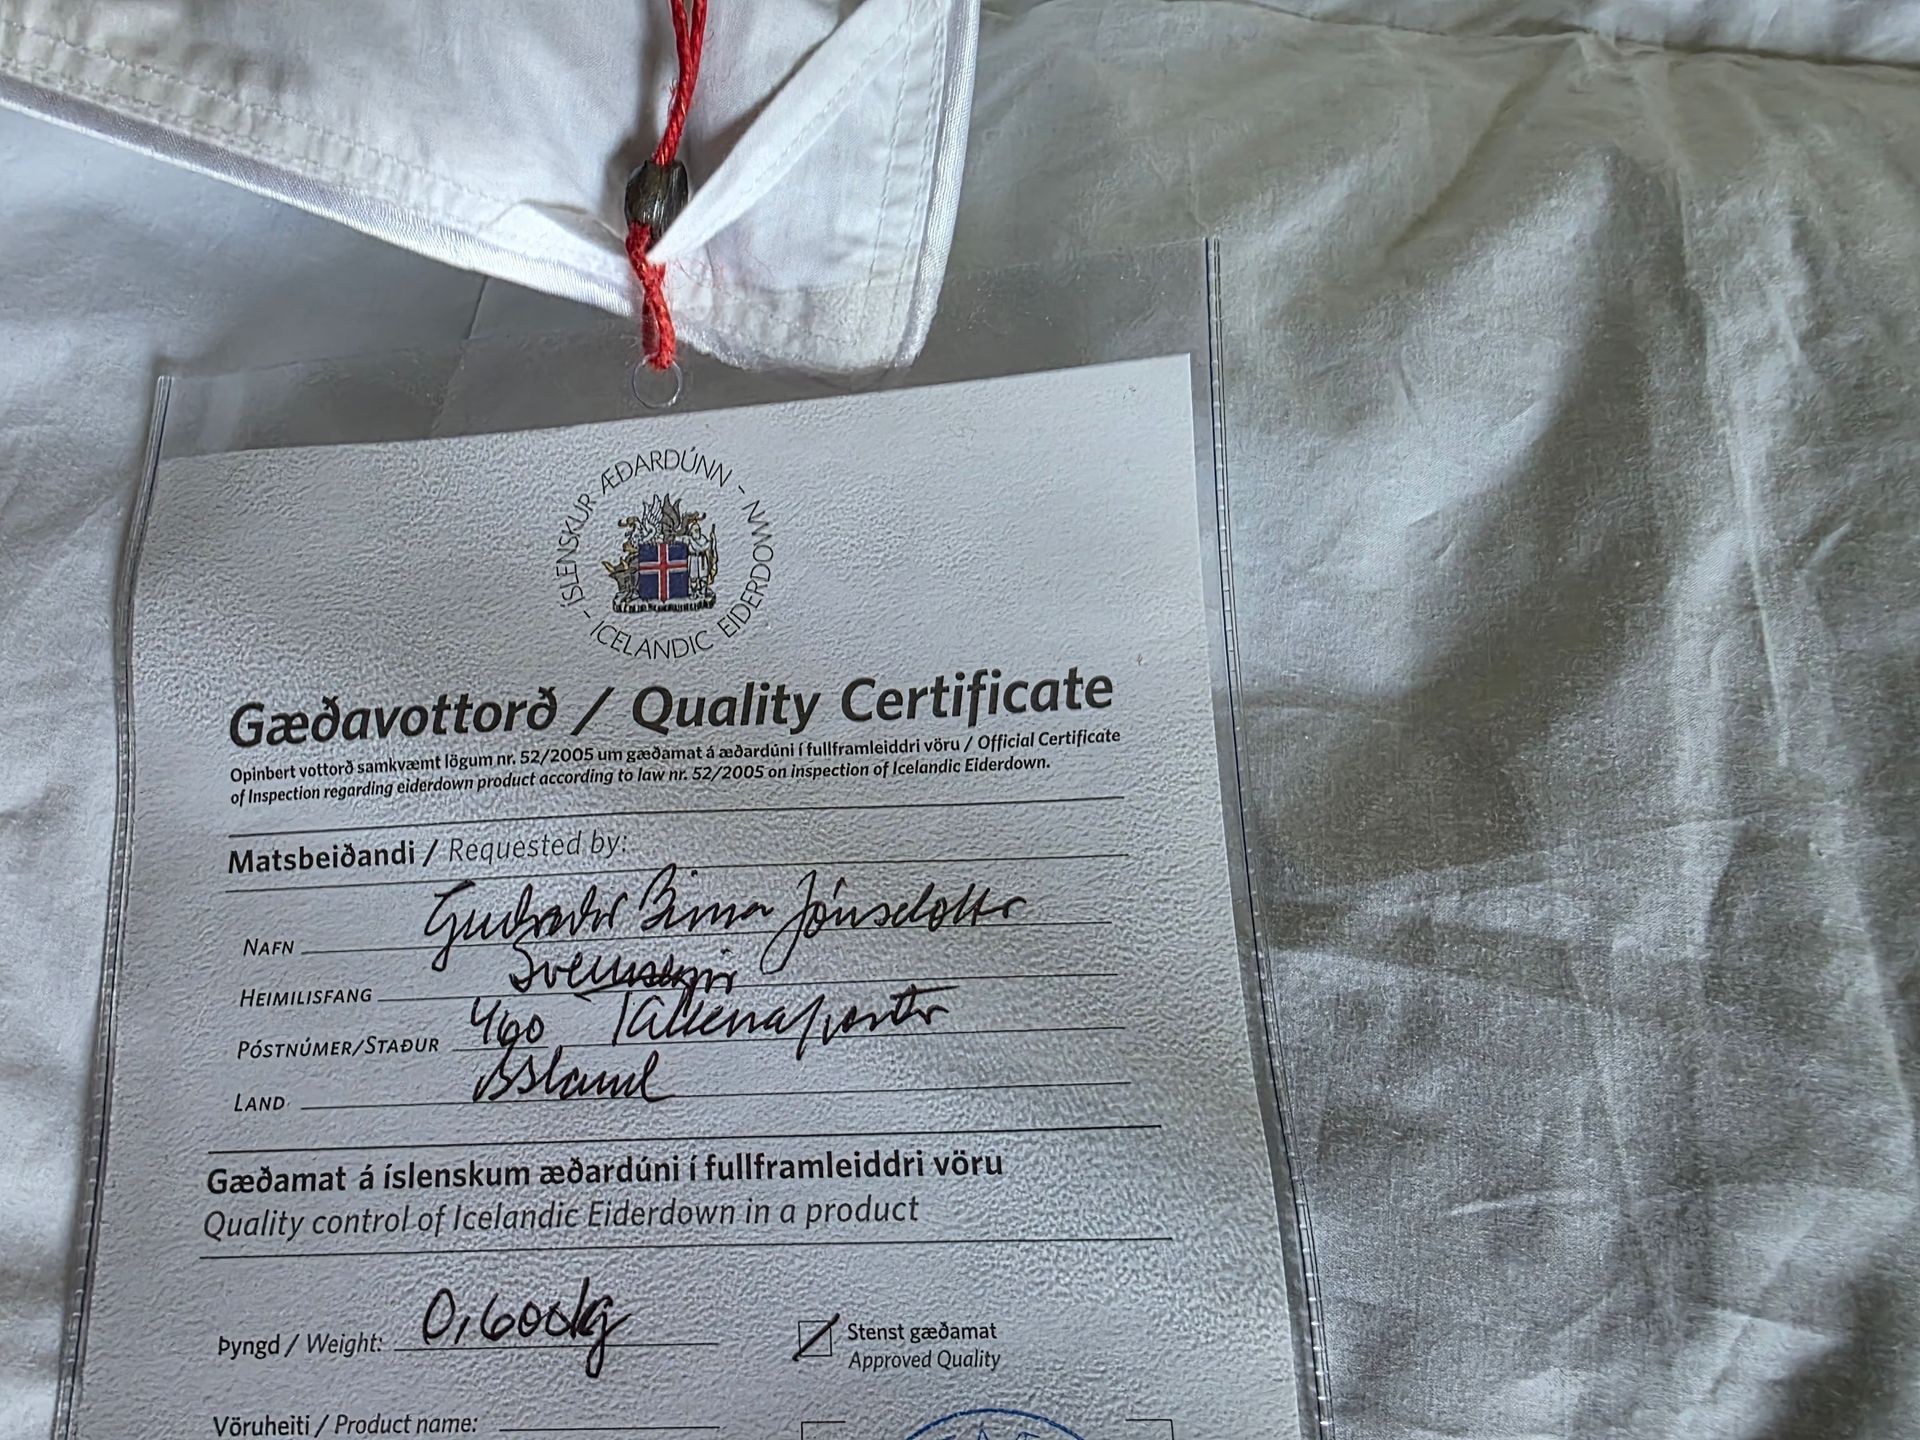 ÍSLENSKUR ÆÐARDÚNN - ICELANDIC EIDERDOWN -
Gæðavottorð / Quality Certificate
Opinbert vottorð samkvæmt lögum nr. 52/2005 um gæðamat á æðardúni í fullframleiddri vöru / Official Certificate
of Inspection regarding eiderdown product according to law nr. 52/2005 on inspection of Icelandic Eiderdown.
Matsbeiðandi / Requested by:
NAFN Birna Jónsdóttir
HEIMILISFANG
PÓSTNÚMER/STAÐUR 460 Tálknafjörður
LAND Ísland
Gæðamat á íslenskum æðardúni í fullframleiddri vöru
Quality control of Icelandic Eiderdown in a product
Þyngd / Weight: 0,600kg
Stenst gæðamat
Approved Quality
Vöruheiti / Product name: